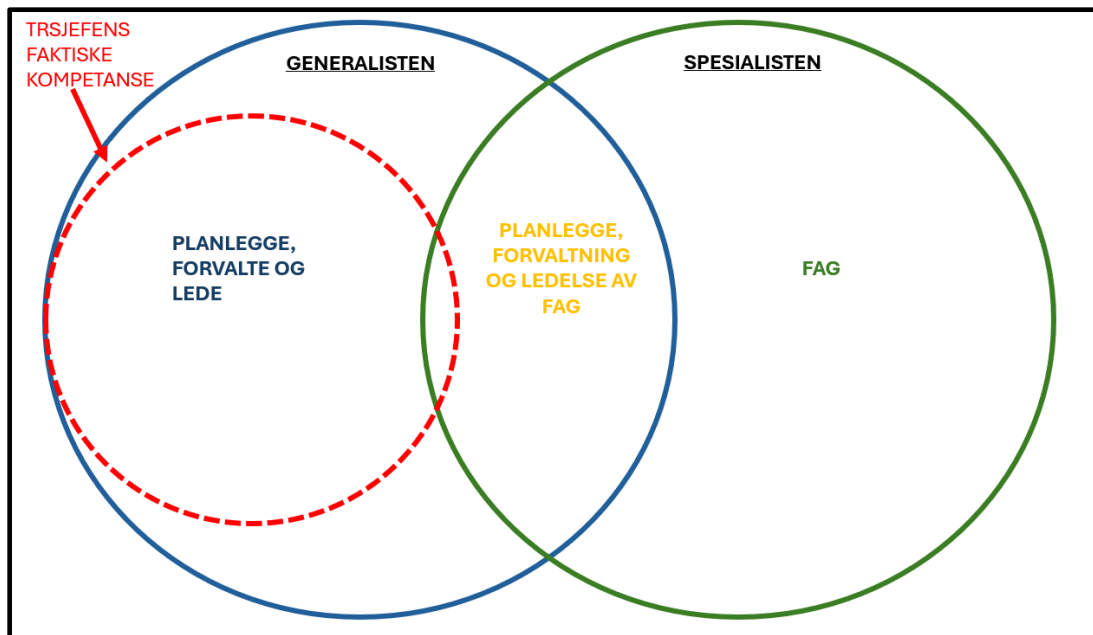 TRSJEFENS
FAKTISKE
KOMPETANSE
GENERALISTEN
SPESIALISTEN
PLANLEGGE,
FORVALTE OG
LEDE
PLANLEGGE,
FORVALTNING
OG LEDELSE AV
FAG
FAG